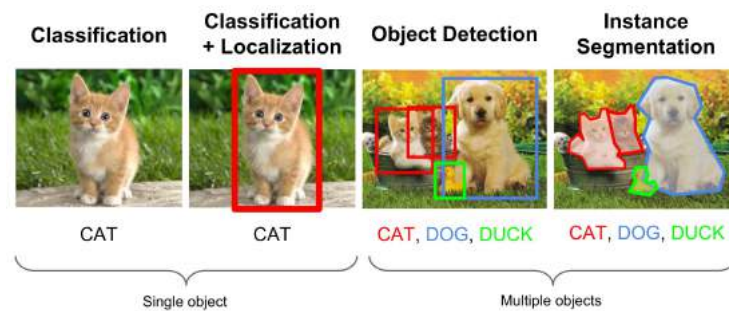 Classification
Classification
+ Localization
Object Detection
Instance
Segmentation
CAT
CAT
CAT, DOG, DUCK
CAT, DOG, DUCK
Single object
Multiple objects